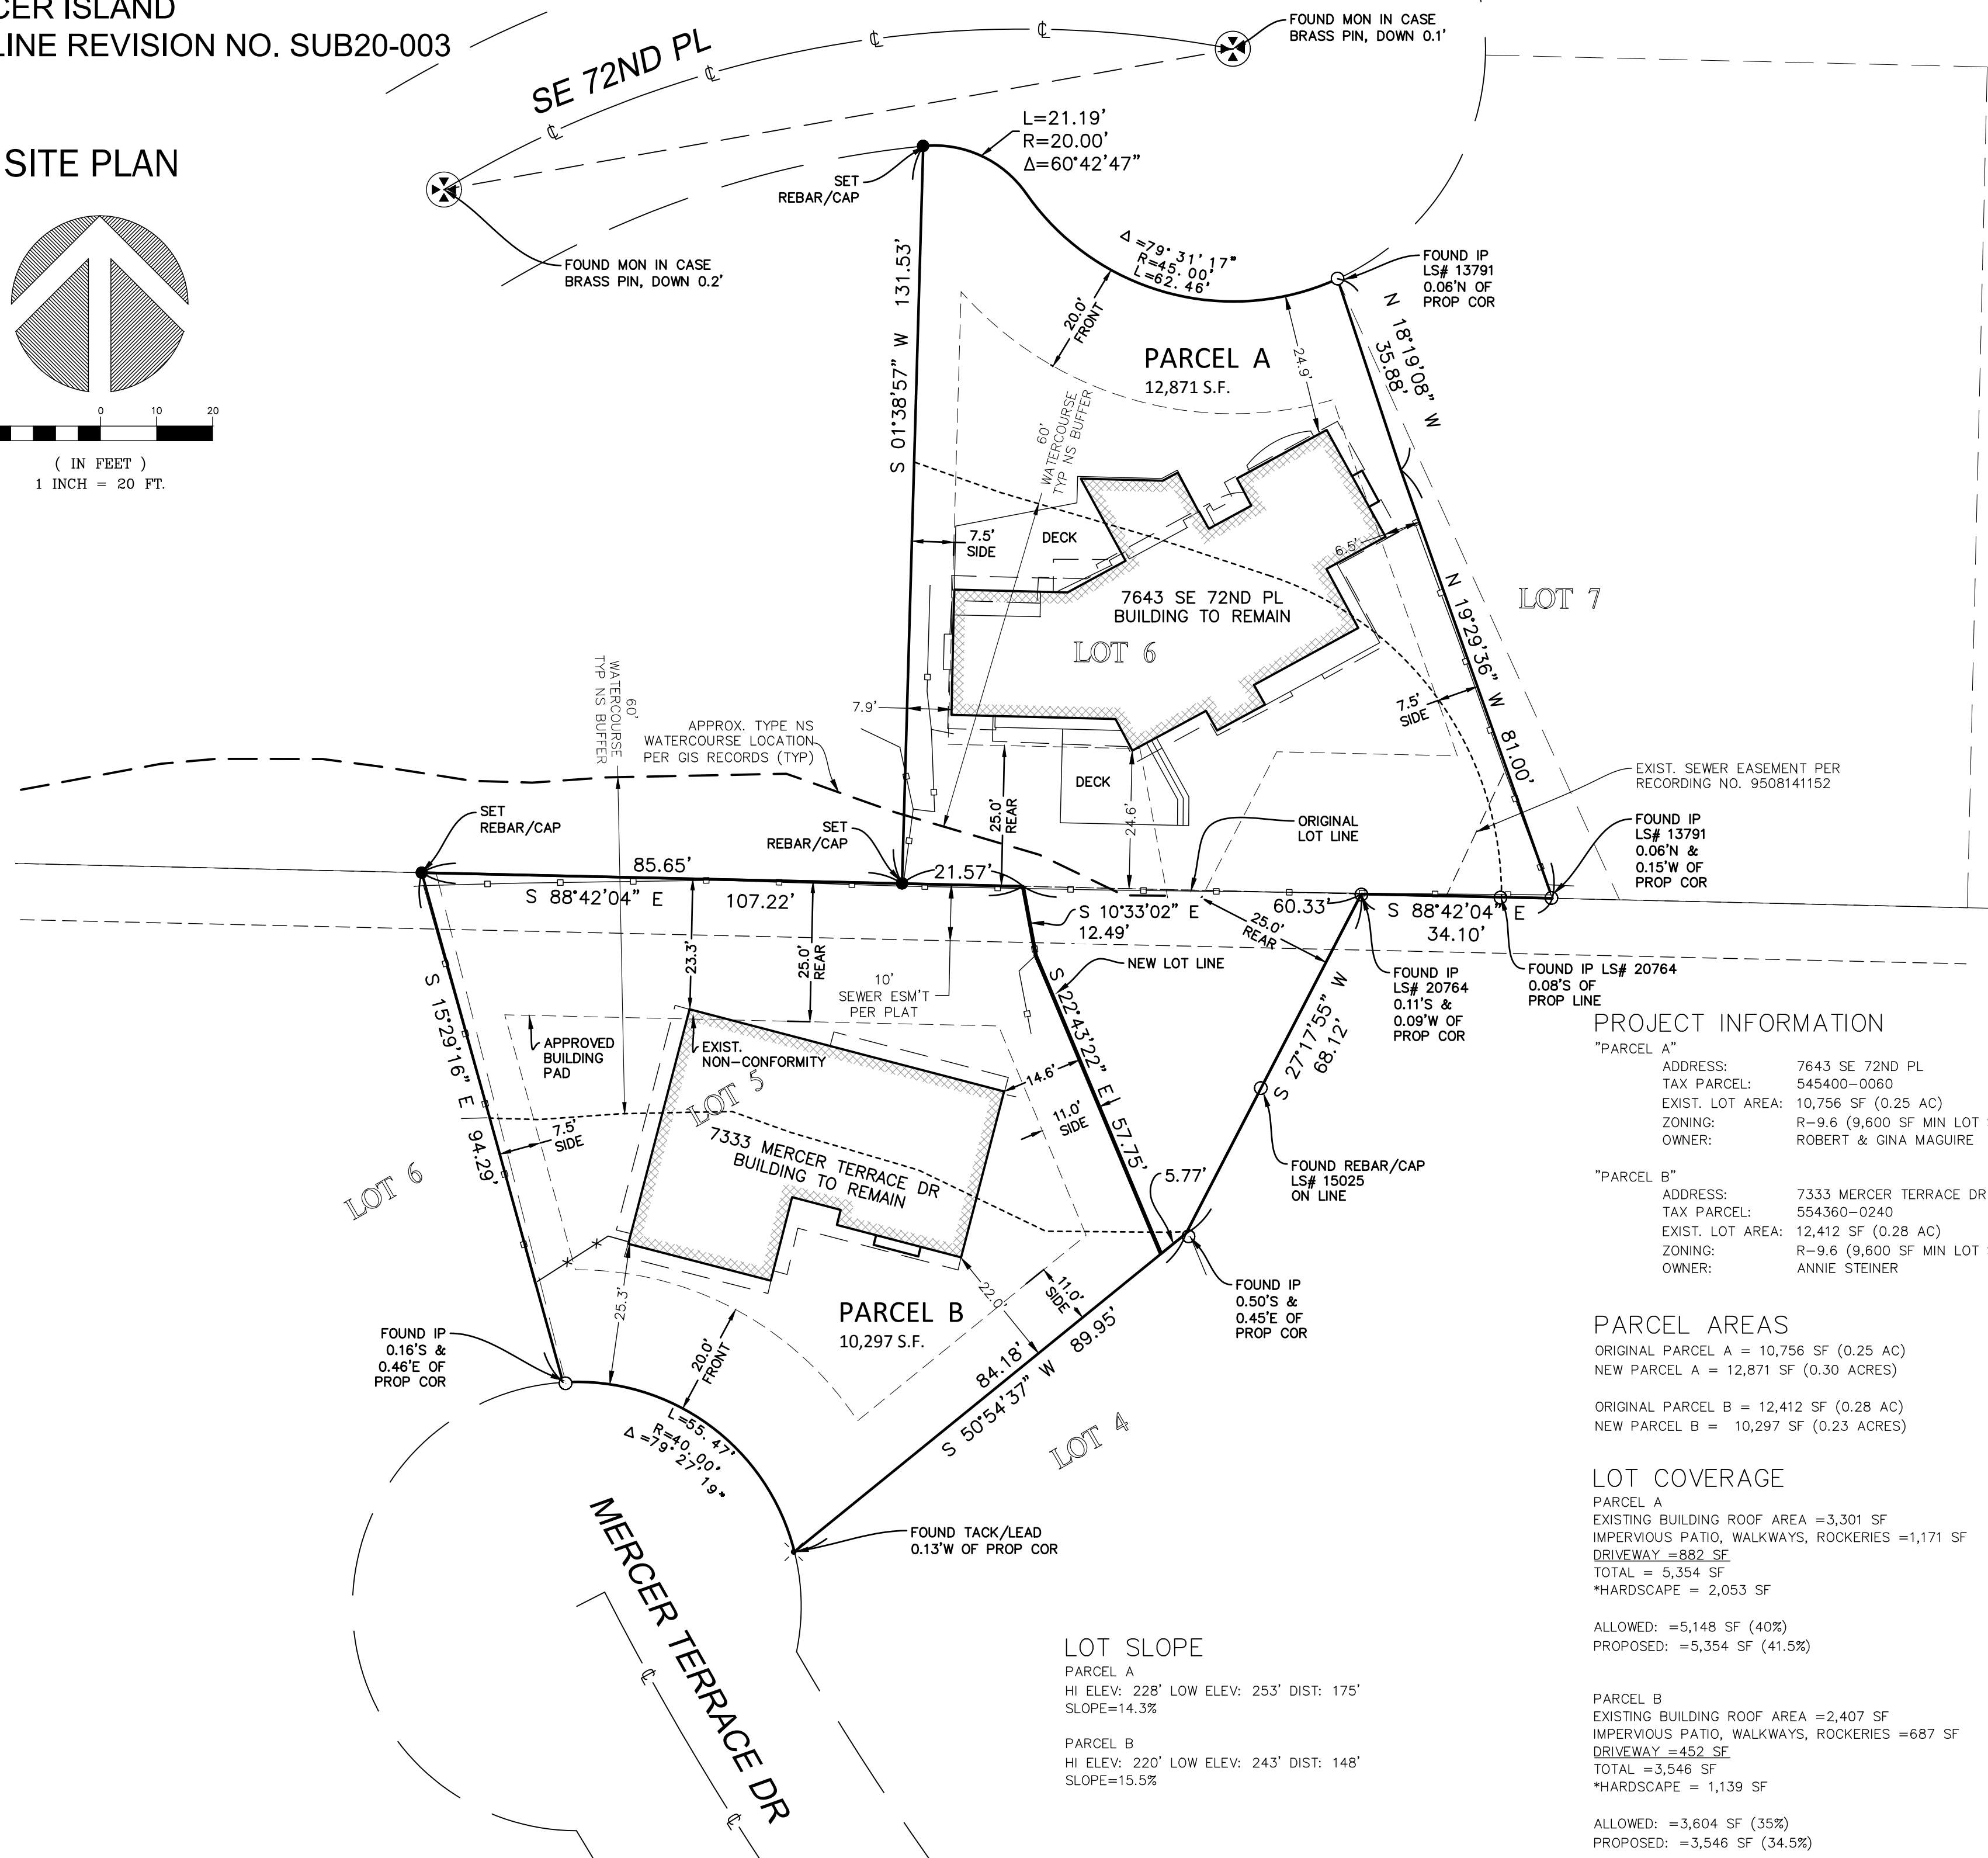 CER ISLAND
LINE REVISION NO. SUB20-003
SITE PLAN
0 10 20
( IN FEET )
1 INCH = 20 FT.
SE 72ND PL
FOUND MON IN CASE
BRASS PIN, DOWN 0.1'
FOUND MON IN CASE
BRASS PIN, DOWN 0.2'
SET
REBAR/CAP
L=21.19'
R=20.00'
Δ=60°42'47"
Δ =79° 31' 17"
R=45. 00'
L=62. 46'
FOUND IP
LS# 13791
0.06'N OF
PROP COR
S 01°38'57" W 131.53'
20.0'
FRONT
24.9'
N 18°19'08" W
35.88'
PARCEL A
12,871 S.F.
60'
WATERCOURSE
TYP NS BUFFER
7.5'
SIDE
DECK
6.5'
7643 SE 72ND PL
BUILDING TO REMAIN
LOT 6
LOT 7
N 19°29'36" W 81.00'
7.5'
SIDE
7.9'
60'
WATERCOURSE
TYP NS BUFFER
APPROX. TYPE NS
WATERCOURSE LOCATION
PER GIS RECORDS (TYP)
DECK
25.0'
REAR
24.6'
EXIST. SEWER EASEMENT PER
RECORDING NO. 9508141152
SET
REBAR/CAP
SET
REBAR/CAP
ORIGINAL
LOT LINE
FOUND IP
LS# 13791
0.06'N &
0.15'W OF
PROP COR
85.65'
21.57'
S 88°42'04" E 107.22'
S 10°33'02" E
12.49'
60.33'
S 88°42'04" E
34.10'
25.0'
REAR
23.3'
25.0'
REAR
10'
SEWER ESM'T
PER PLAT
NEW LOT LINE
FOUND IP
LS# 20764
0.11'S &
0.09'W OF
PROP COR
FOUND IP LS# 20764
0.08'S OF
PROP LINE
S 15°29'16" E 94.29'
APPROVED
BUILDING
PAD
EXIST.
NON-CONFORMITY
LOT 5
7333 MERCER TERRACE DR
BUILDING TO REMAIN
7.5'
SIDE
14.6'
11.0'
SIDE
S 22°43'22" E 57.75'
S 27°17'55" W
68.12'
5.77'
FOUND REBAR/CAP
LS# 15025
ON LINE
LOT 6
FOUND IP
0.50'S &
0.45'E OF
PROP COR
PARCEL B
10,297 S.F.
25.3'
20.0'
FRONT
22.0'
11.0'
SIDE
FOUND IP
0.16'S &
0.46'E OF
PROP COR
84.18'
S 50°54'37" W 89.95'
LOT 4
L=55. 47'
R=40. 00'
Δ =79° 27' 19"
FOUND TACK/LEAD
0.13'W OF PROP COR
MERCER TERRACE DR
LOT SLOPE
PARCEL A
HI ELEV: 228' LOW ELEV: 253' DIST: 175'
SLOPE=14.3%
PARCEL B
HI ELEV: 220' LOW ELEV: 243' DIST: 148'
SLOPE=15.5%
PROJECT INFORMATION
"PARCEL A"
ADDRESS: 7643 SE 72ND PL
TAX PARCEL: 545400-0060
EXIST. LOT AREA: 10,756 SF (0.25 AC)
ZONING: R-9.6 (9,600 SF MIN LOT
OWNER: ROBERT & GINA MAGUIRE
"PARCEL B"
ADDRESS: 7333 MERCER TERRACE DR
TAX PARCEL: 554360-0240
EXIST. LOT AREA: 12,412 SF (0.28 AC)
ZONING: R-9.6 (9,600 SF MIN LOT
OWNER: ANNIE STEINER
PARCEL AREAS
ORIGINAL PARCEL A = 10,756 SF (0.25 AC)
NEW PARCEL A = 12,871 SF (0.30 ACRES)
ORIGINAL PARCEL B = 12,412 SF (0.28 AC)
NEW PARCEL B = 10,297 SF (0.23 ACRES)
LOT COVERAGE
PARCEL A
EXISTING BUILDING ROOF AREA =3,301 SF
IMPERVIOUS PATIO, WALKWAYS, ROCKERIES =1,171 SF
DRIVEWAY =882 SF
TOTAL = 5,354 SF
*HARDSCAPE = 2,053 SF
ALLOWED: =5,148 SF (40%)
PROPOSED: =5,354 SF (41.5%)
PARCEL B
EXISTING BUILDING ROOF AREA =2,407 SF
IMPERVIOUS PATIO, WALKWAYS, ROCKERIES =687 SF
DRIVEWAY =452 SF
TOTAL =3,546 SF
*HARDSCAPE = 1,139 SF
ALLOWED: =3,604 SF (35%)
PROPOSED: =3,546 SF (34.5%)